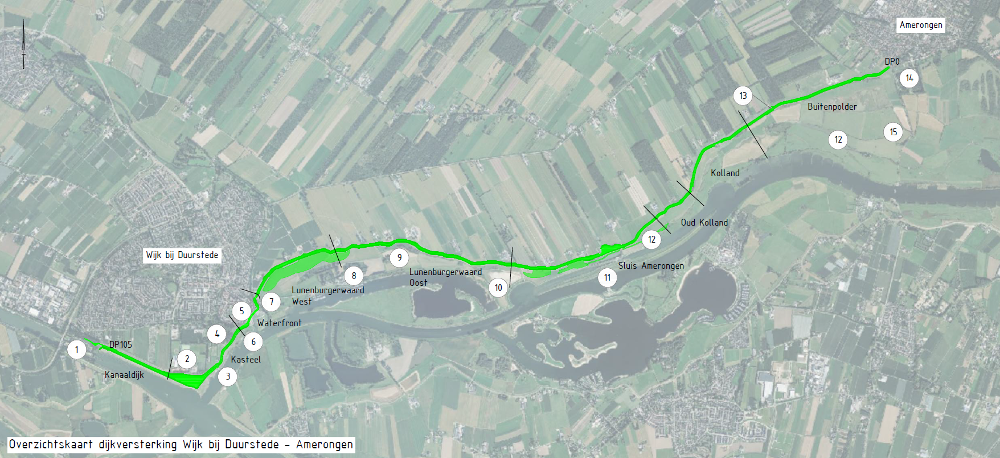 Amerongen
DP0
14
13
Buitenpolder
15
12
Kolland
Oud Kolland
12
Wijk bij Duurstede
9
Sluis Amerongen
8
Lunenburgerwaard
Oost
11
10
Lunenburgerwaard
West
7
5
Waterfront
4
6
DP105
1
2
Kasteel
Kanaaldijk
3
Overzichtskaart dijkversterking Wijk bij Duurstede - Amerongen